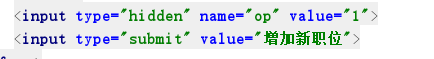 <input type="hidden" name="op" value="1">
<input type="submit" value="增加新职位">